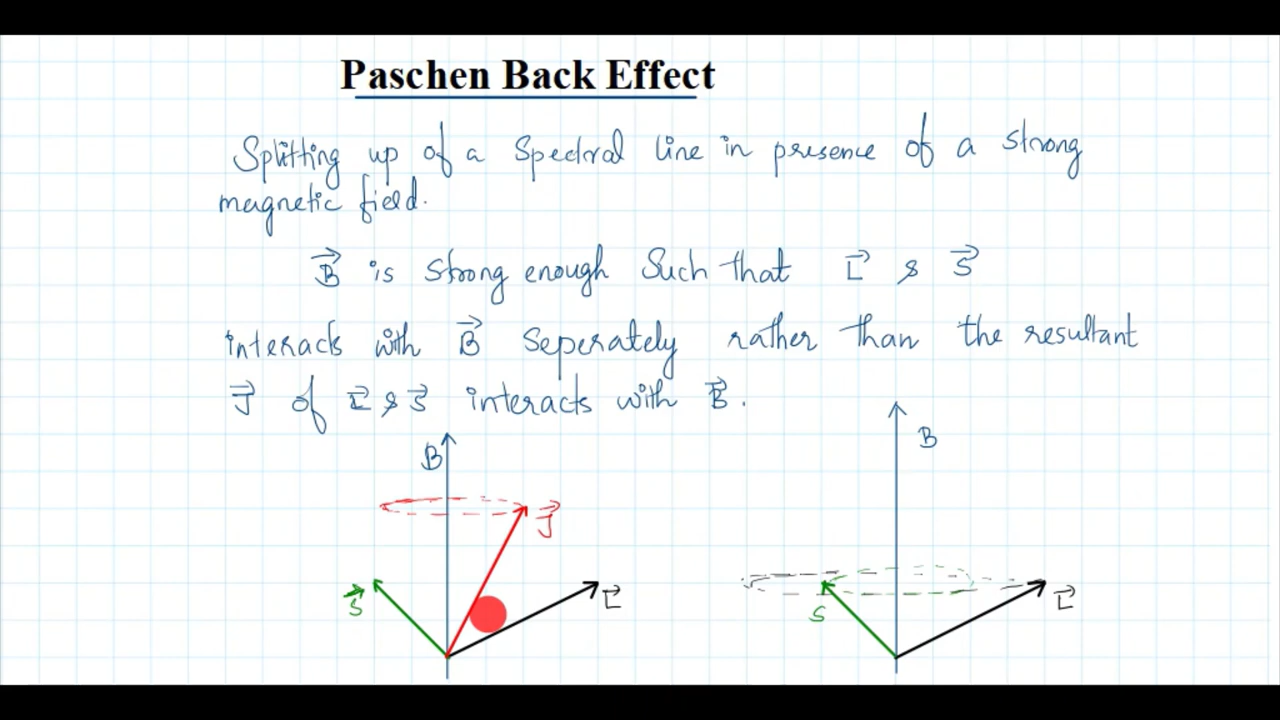 Paschen Back Effect
Splitting up of a Spectral line in presence of a strong
magnetic field.
B⃗ is strong enough Such that L⃗ & S⃗
interacts with B⃗ Seperately rather than the resultant
J⃗ of L⃗ & S⃗ interacts with B⃗.
B
B
J⃗
S⃗
L⃗
S
L⃗